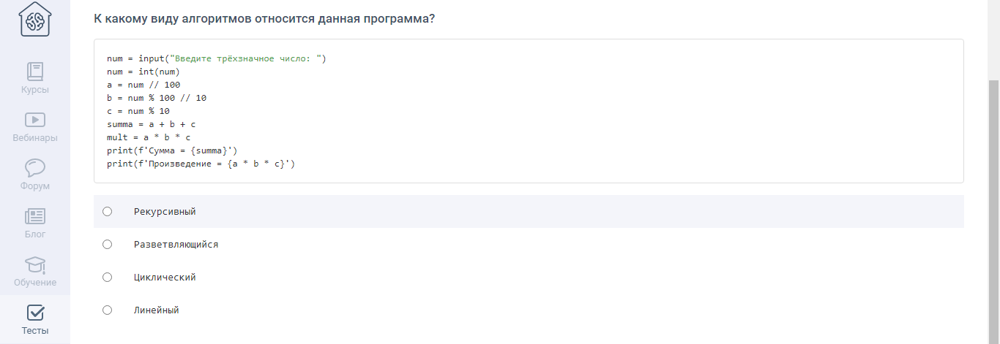 К какому виду алгоритмов относится данная программа?
num = input("Введите трёхзначное число: ")
num = int(num)
a = num // 100
b = num % 100 // 10
c = num % 10
summa = a + b + c
mult = a * b * c
print(f'Сумма = {summa}')
print(f'Произведение = {a * b * c}')
Рекурсивный
Разветвляющийся
Циклический
Линейный
Курсы
Вебинары
Форум
Блог
Обучение
Тесты